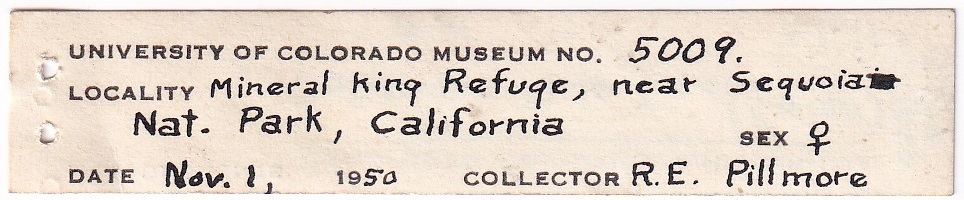 UNIVERSITY OF COLORADO MUSEUM NO. 5009.
LOCALITY Mineral King Refuge, near Sequoia
Nat. Park, California
SEX ♀
DATE Nov. 1, 1950 COLLECTOR R.E. Pillmore